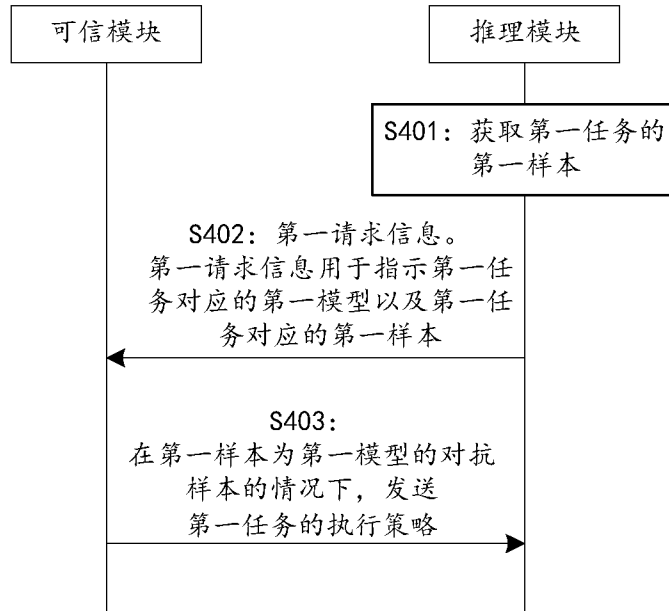 可信模块
推理模块
S401：获取第一任务的
第一样本
S402：第一请求信息。
第一请求信息用于指示第一任
务对应的第一模型以及第一任
务对应的第一样本
S403：
在第一样本为第一模型的对抗
样本的情况下，发送
第一任务的执行策略